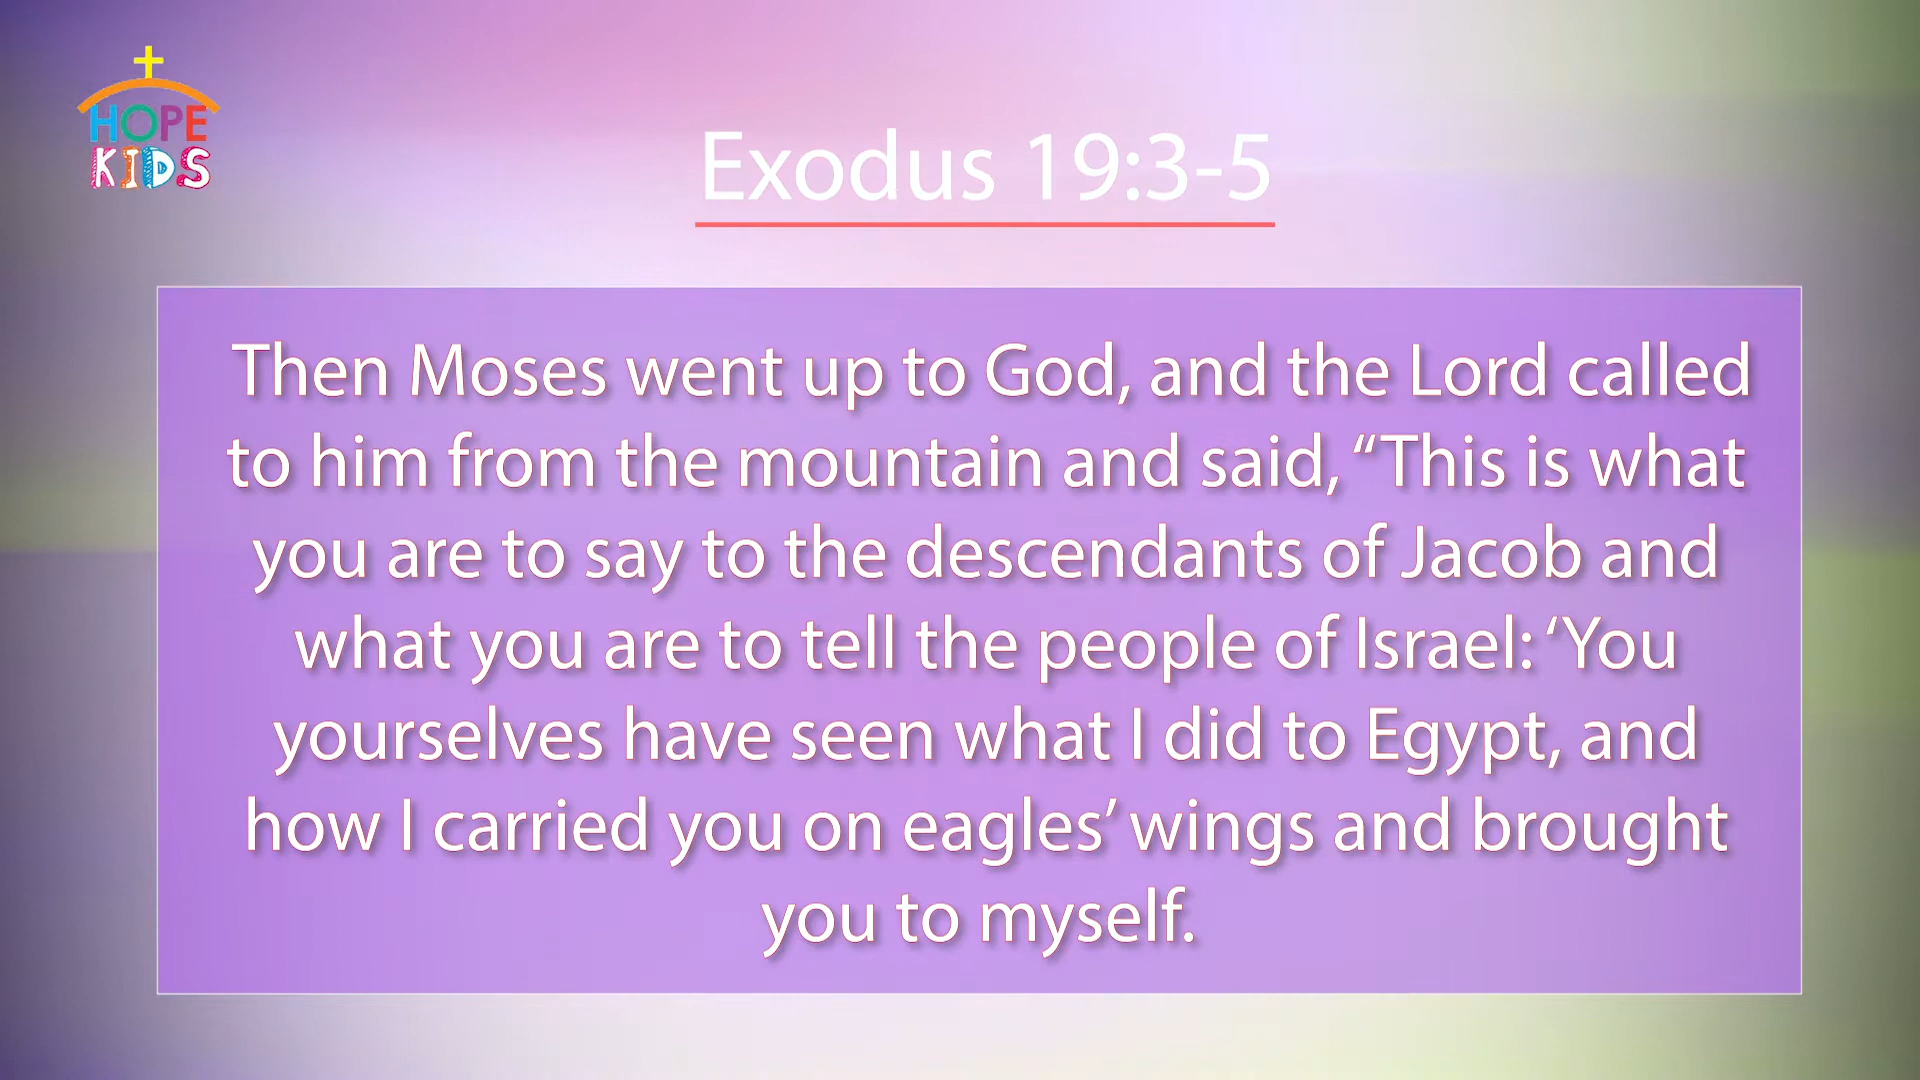 HOPE
KIDS
Exodus 19:3-5
Then Moses went up to God, and the Lord called
to him from the mountain and said, “This is what
you are to say to the descendants of Jacob and
what you are to tell the people of Israel: ‘You
yourselves have seen what I did to Egypt, and
how I carried you on eagles’ wings and brought
you to myself.